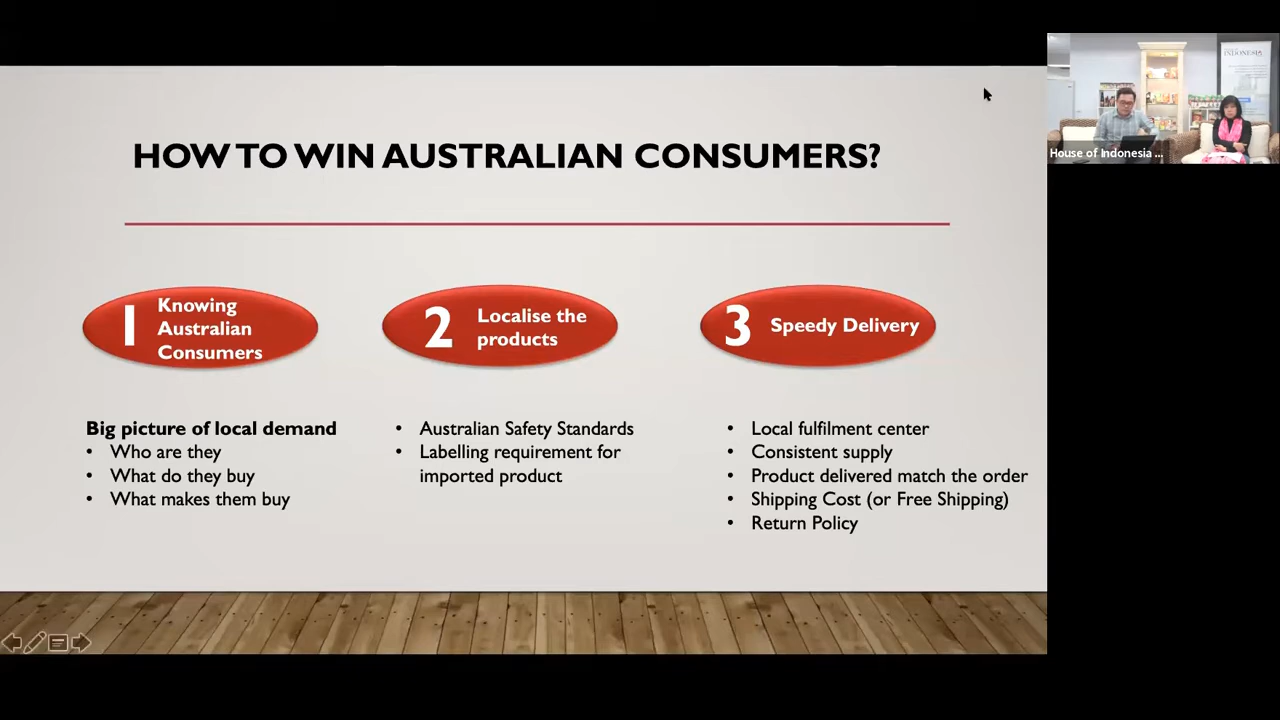 HOW TO WIN AUSTRALIAN CONSUMERS?
1
Knowing
Australian
Consumers
2
Localise the
products
3
Speedy Delivery
Big picture of local demand
• Who are they
• What do they buy
• What makes them buy
• Australian Safety Standards
• Labelling requirement for
imported product
• Local fulfilment center
• Consistent supply
• Product delivered match the order
• Shipping Cost (or Free Shipping)
• Return Policy
INDONESIA
House of Indonesia ...